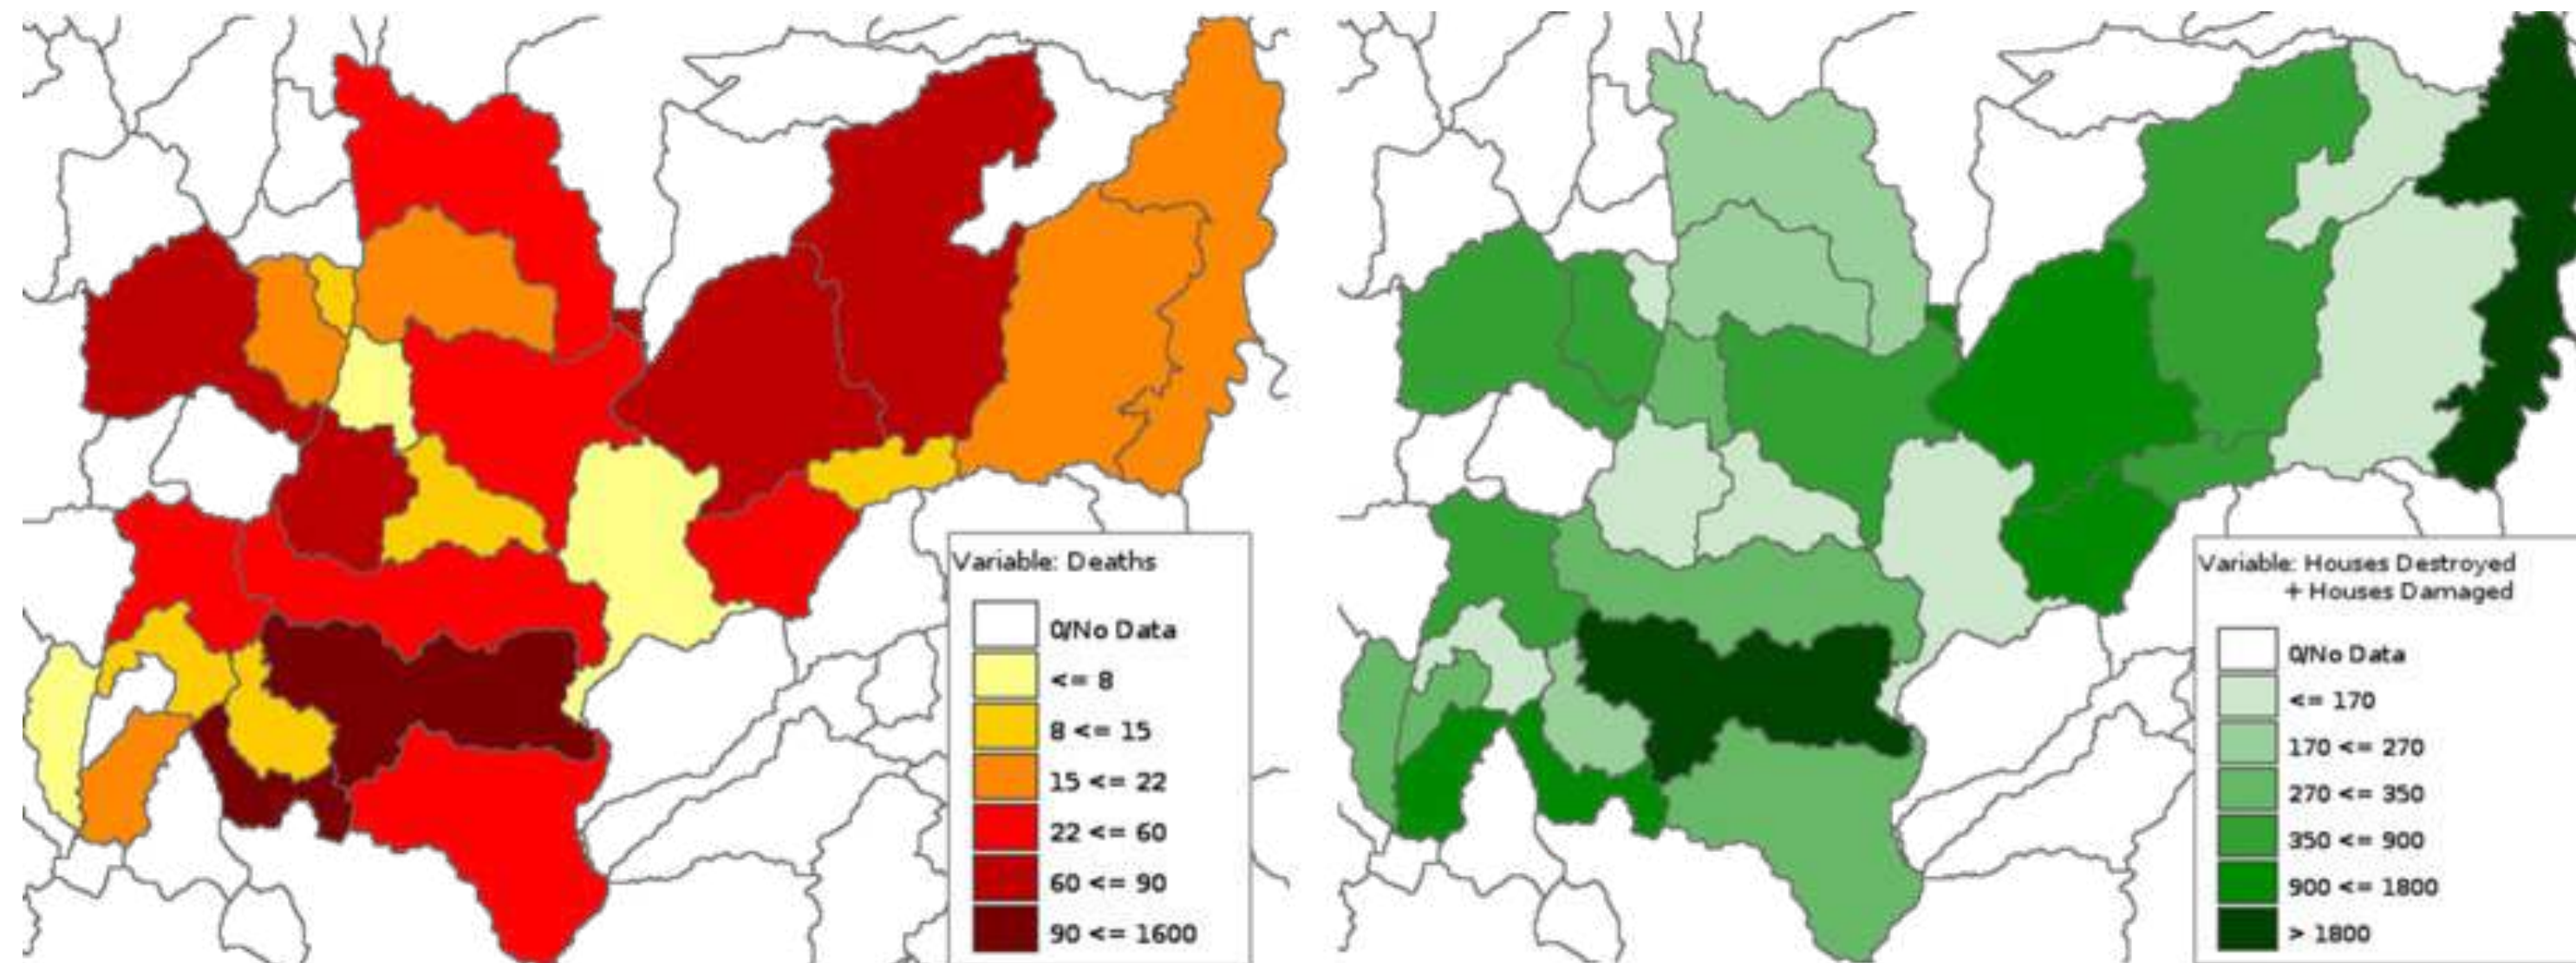 Variable: Deaths
0/No Data
<= 8
8 <= 15
15 <= 22
22 <= 60
60 <= 90
90 <= 1600
Variable: Houses Destroyed
+ Houses Damaged
0/No Data
<= 170
170 <= 270
270 <= 350
350 <= 900
900 <= 1800
> 1800